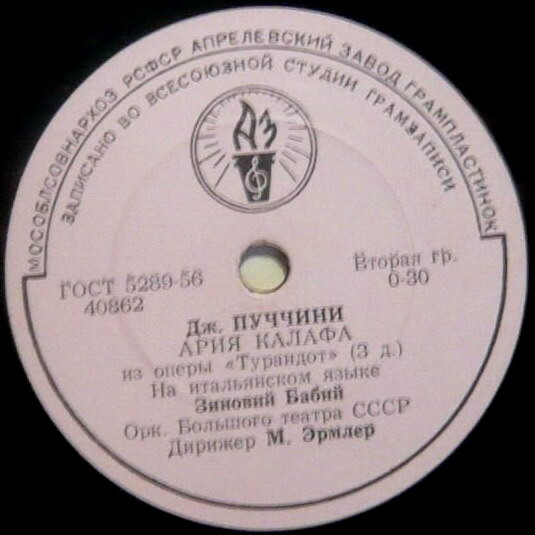 МОСОБЛСОВНАРХОЗ РСФСР АПРЕЛЕВСКИЙ ЗАВОД ГРАМПЛАСТИНОК
ЗАПИСАНО ВО ВСЕСОЮЗНОЙ СТУДИИ ГРАМЗАПИСИ
АЗ
ГОСТ 5289-56
40862
Вторая гр.
0-30
Дж. ПУЧЧИНИ
АРИЯ КАЛАФА
из оперы «Турандот» (3 д.)
На итальянском языке
Зиновий Бабий
Орк. Большого театра СССР
Дирижер М. Эрмлер